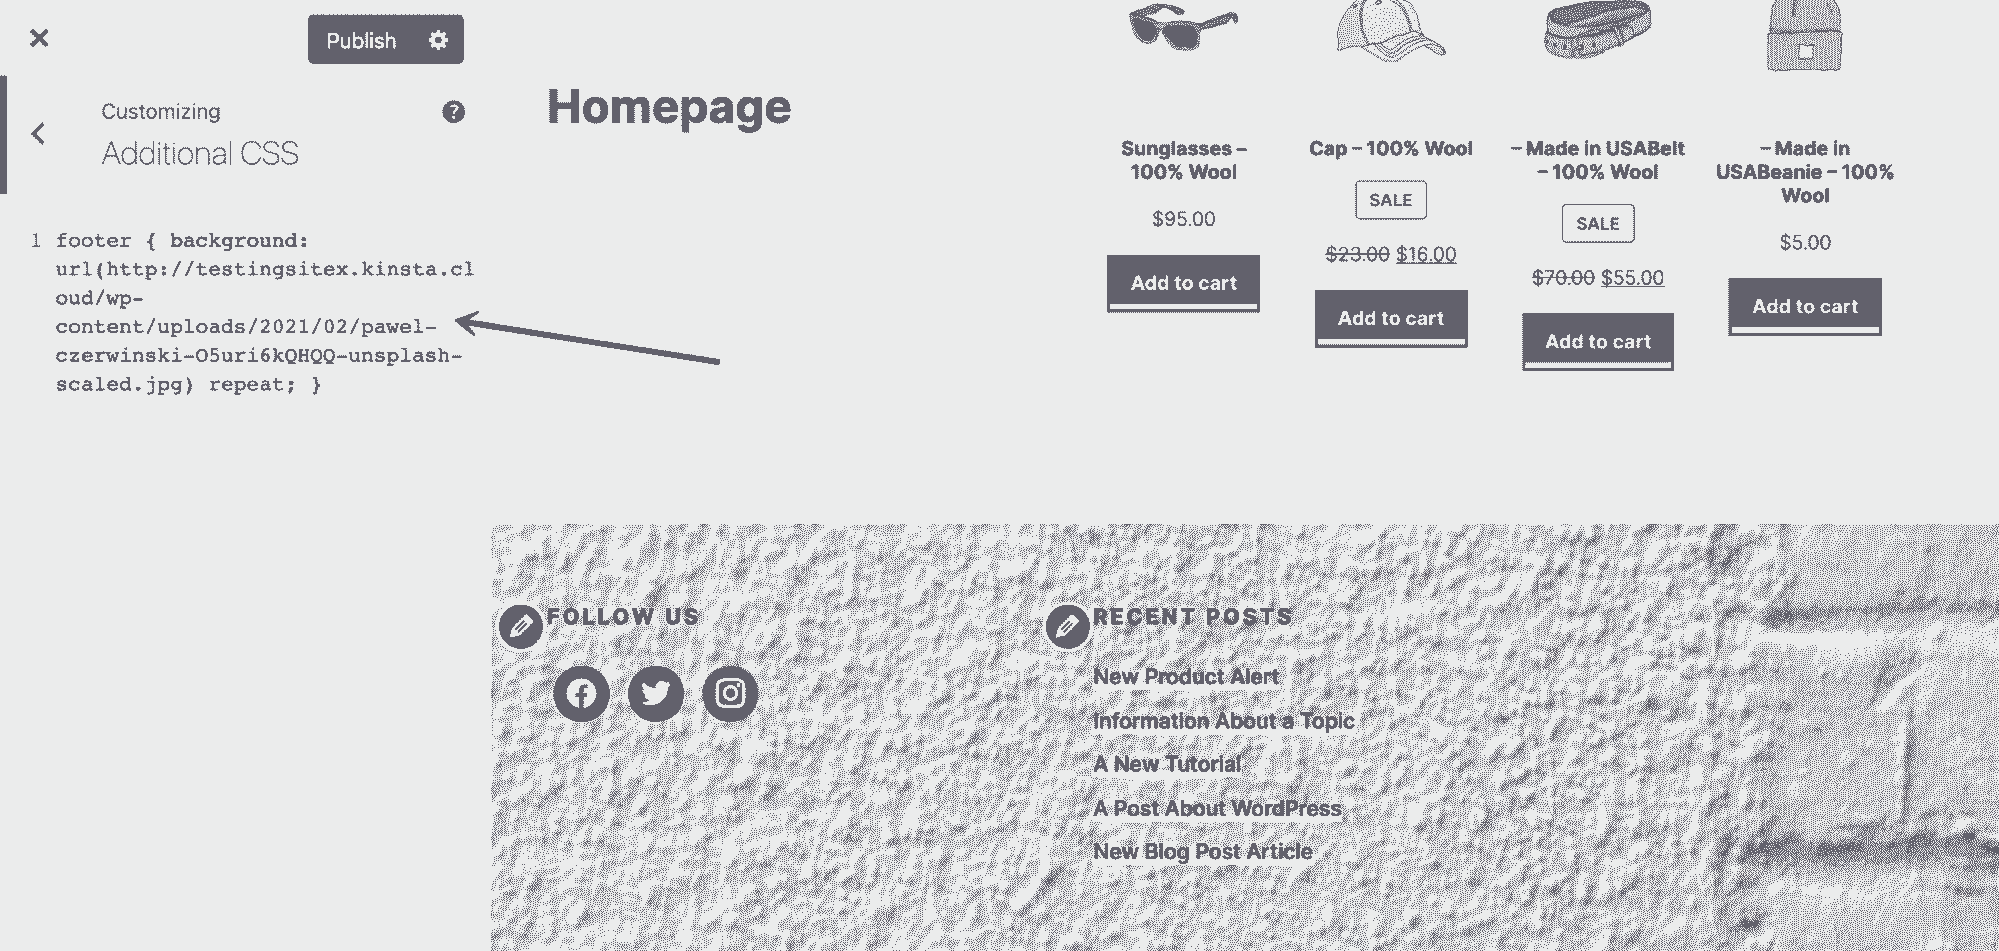 Publish
Customizing
Additional CSS
1 footer { background:
url(http://testingsitex.kinsta.cl
oud/wp-
content/uploads/2021/02/pawel-
czerwinski-O5uri6kQHQQ-unsplash-
scaled.jpg) repeat; }
Homepage
Sunglasses –
100% Wool
$95.00
Add to cart
Cap – 100% Wool
SALE
$23.00 $16.00
Add to cart
– Made in USABelt
– 100% Wool
SALE
$70.00 $55.00
Add to cart
– Made in
USABeanie – 100%
Wool
$5.00
Add to cart
FOLLOW US
RECENT POSTS
New Product Alert
Information About a Topic
A New Tutorial
A Post About WordPress
New Blog Post Article